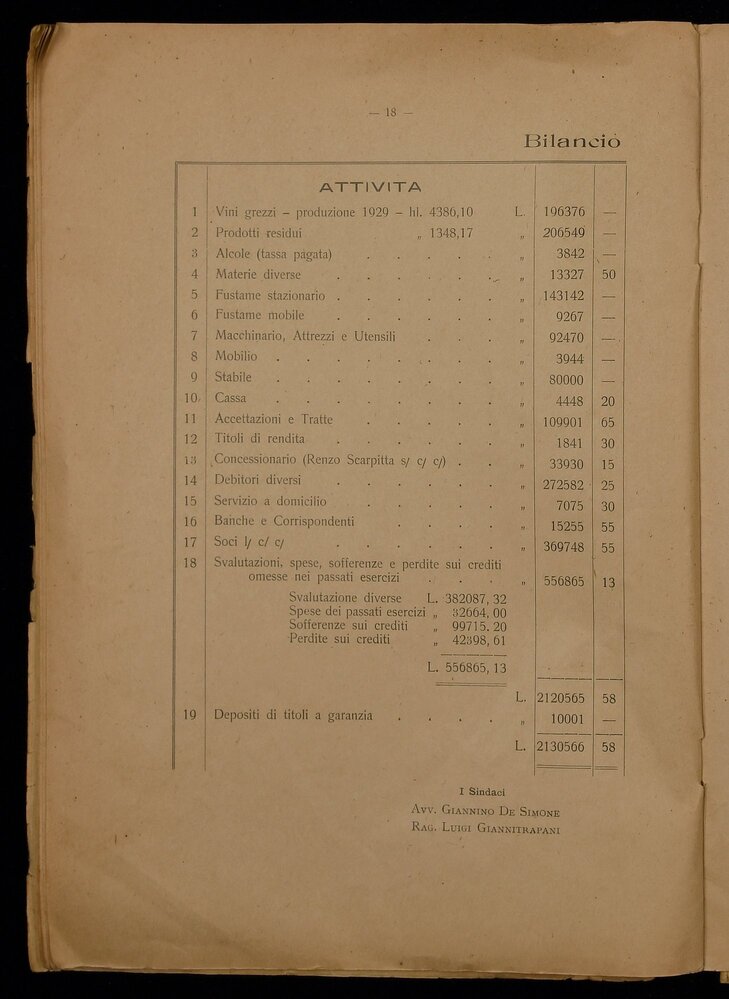 — 18 —
Bilancio
ATTIVITA
1 Vini grezzi – produzione 1929 – hl. 4386,10 L. 196376 —
2 Prodotti residui „ 1348,17 „ 206549 —
3 Alcole (tassa pagata) . . . . . „ 3842 —
4 Materie diverse . . . . . . „ 13327 50
5 Fustame stazionario . . . . . . „ 143142 —
6 Fustame mobile . . . . . . „ 9267 —
7 Macchinario, Attrezzi e Utensili . . . „ 92470 —
8 Mobilio . . . . . . . . „ 3944 —
9 Stabile . . . . . . . . „ 80000 —
10 Cassa . . . . . . . . „ 4448 20
11 Accettazioni e Tratte . . . . . „ 109901 65
12 Titoli di rendita . . . . . . „ 1841 30
13 Concessionario (Renzo Scarpitta s/ c/ c/) . . „ 33930 15
14 Debitori diversi . . . . . . „ 272582 25
15 Servizio a domicilio . . . . . „ 7075 30
16 Banche e Corrispondenti . . . . „ 15255 55
17 Soci l/ c/ c/ . . . . . . „ 369748 55
18 Svalutazioni, spese, sofferenze e perdite sui crediti
omesse nei passati esercizi . . . „ 556865 13
Svalutazione diverse L. 382087, 32
Spese dei passati esercizi „ 32664, 00
Sofferenze sui crediti „ 99715. 20
Perdite sui crediti „ 42398, 61
L. 556865, 13
L. 2120565 58
19 Depositi di titoli a garanzia . . . . „ 10001 —
L. 2130566 58
I Sindaci
Avv. Giannino De Simone
Rag. Luigi Giannitrapani